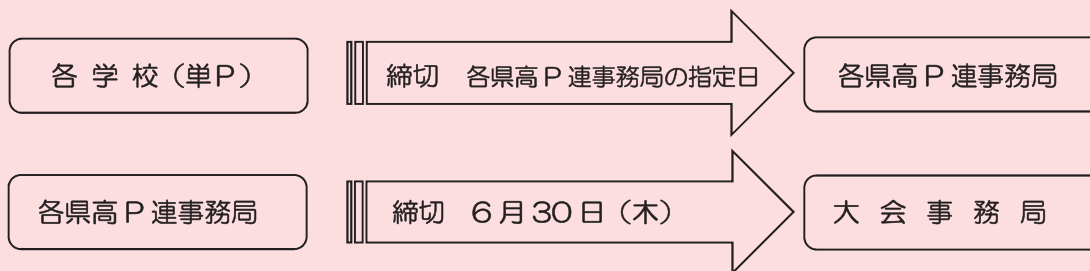 各学校（単P）
締切　各県高P連事務局の指定日
各県高P連事務局
各県高P連事務局
締切　6月30日（木）
大会事務局